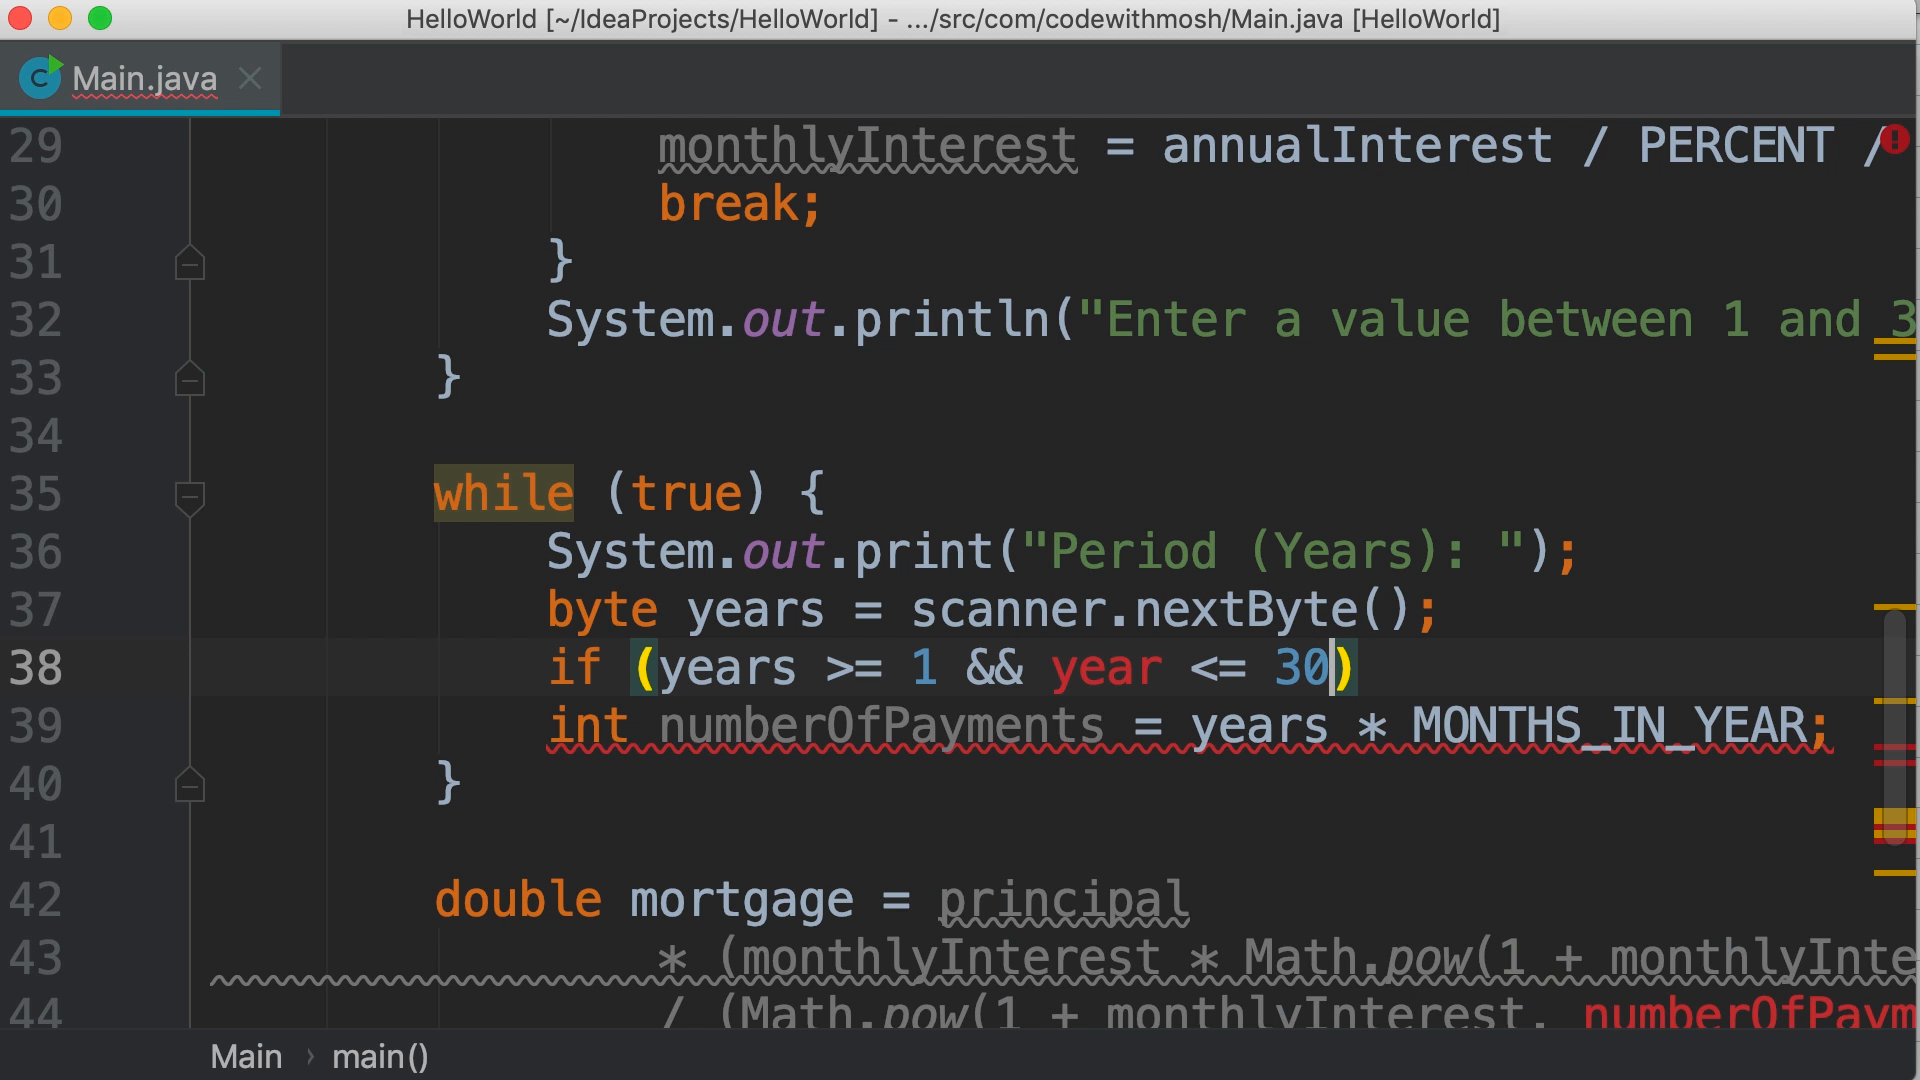 HelloWorld [~/IdeaProjects/HelloWorld] - .../src/com/codewithmosh/Main.java [HelloWorld]
Main.java
29 monthlyInterest = annualInterest / PERCENT /
30 break;
31 }
32 System.out.println("Enter a value between 1 and 3
33 }
34
35 while (true) {
36 System.out.print("Period (Years): ");
37 byte years = scanner.nextByte();
38 if (years >= 1 && year <= 30)
39 int numberOfPayments = years * MONTHS_IN_YEAR;
40 }
41
42 double mortgage = principal
43 * (monthlyInterest * Math.pow(1 + monthlyInte
44 / (Math.pow(1 + monthlyInterest, numberOfPaym
Main › main()